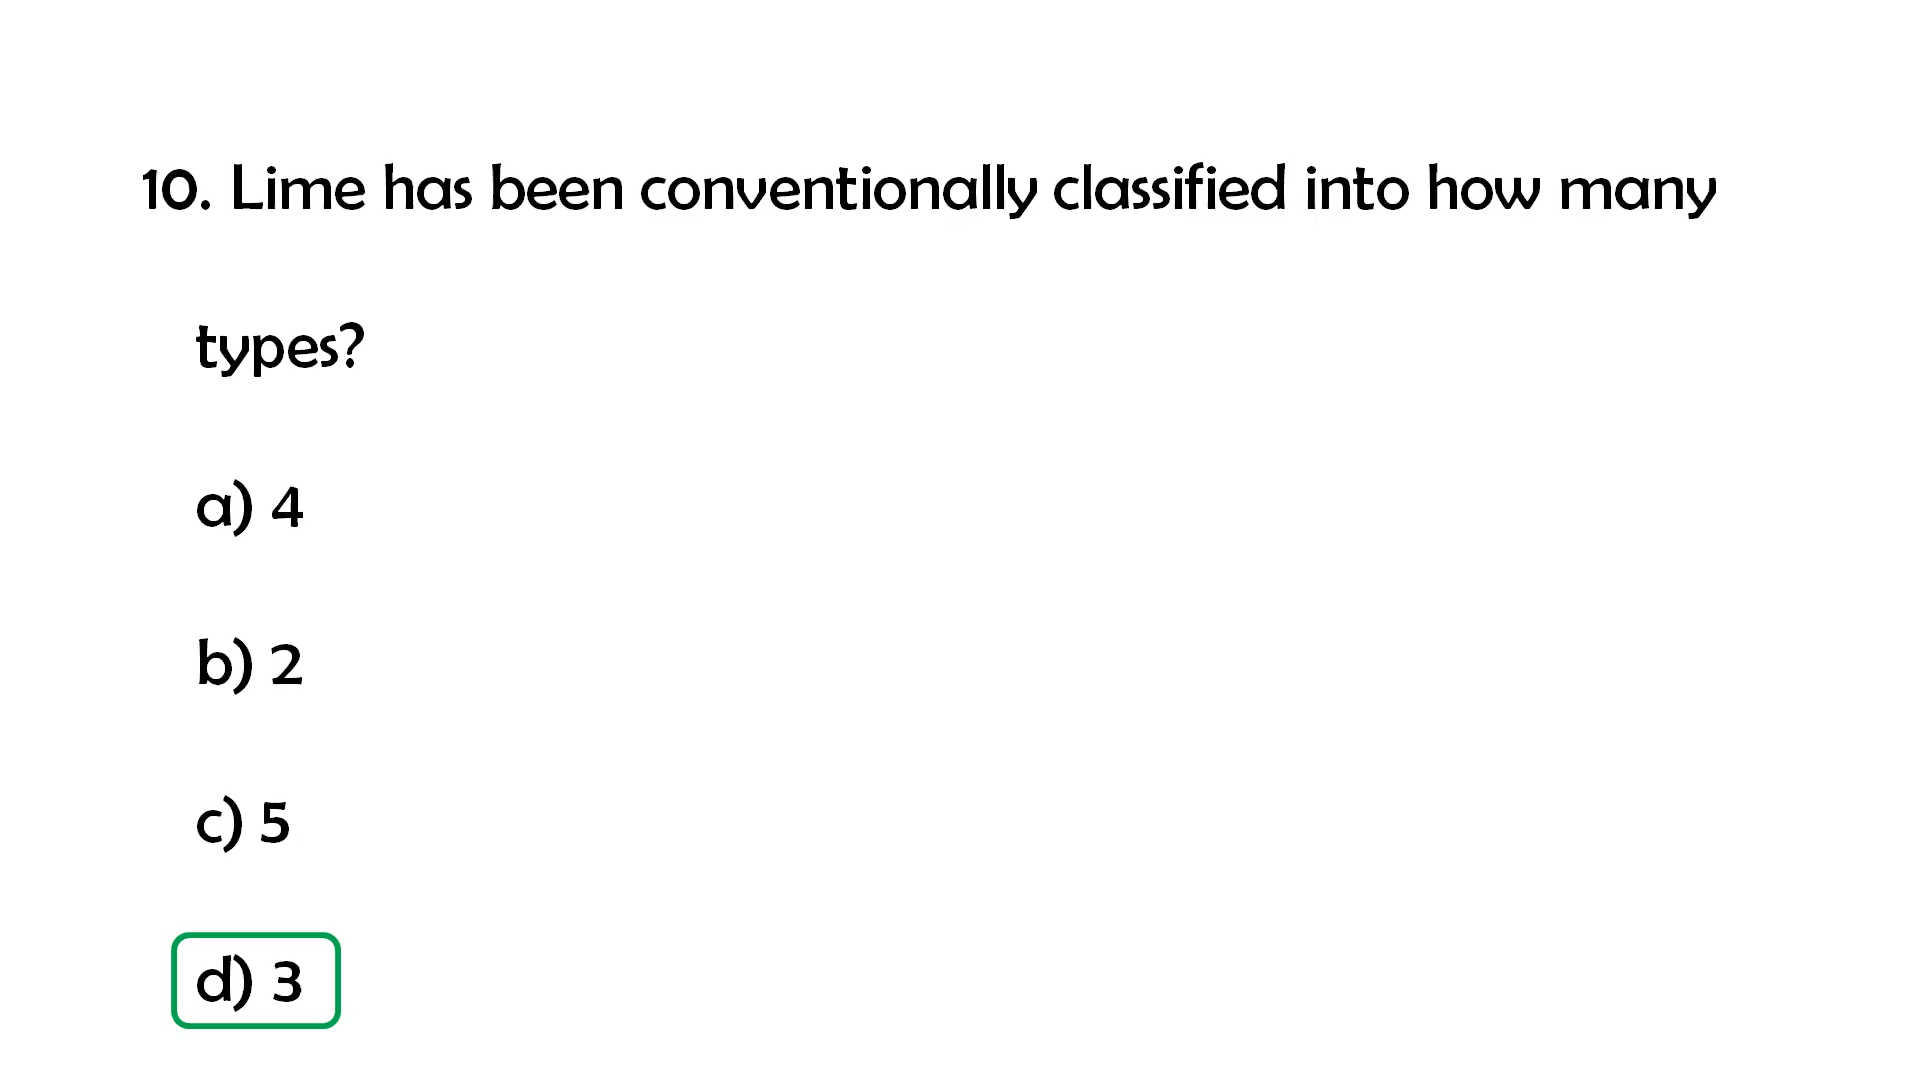 10. Lime has been conventionally classified into how many
types?
a) 4
b) 2
c) 5
d) 3